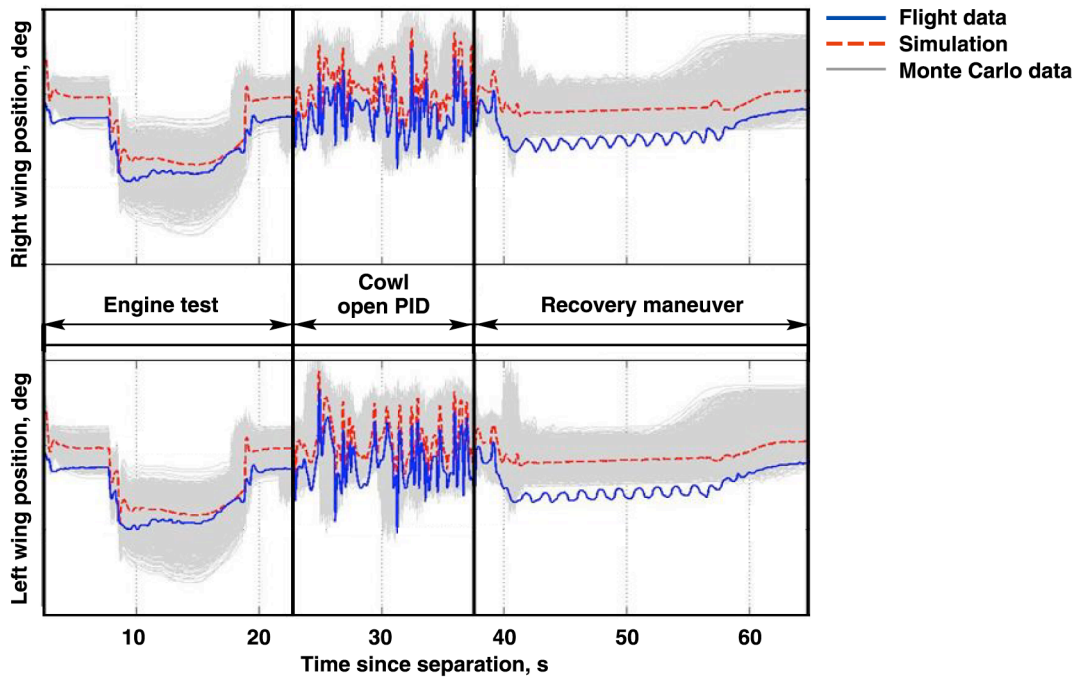 Flight data
Simulation
Monte Carlo data
Right wing position, deg
Engine test
Cowl
open PID
Recovery maneuver
Left wing position, deg
10 20 30 40 50 60
Time since separation, s